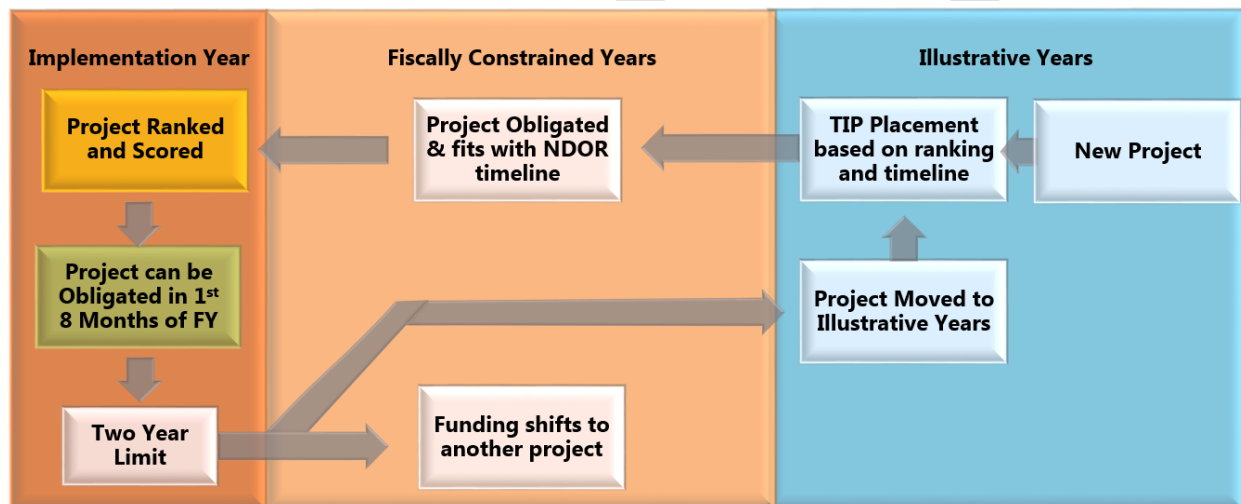 Implementation Year
Project Ranked
and Scored
Project can be
Obligated in 1st
8 Months of FY
Two Year
Limit
Fiscally Constrained Years
Project Obligated
& fits with NDOR
timeline
Funding shifts to
another project
Illustrative Years
TIP Placement
based on ranking
and timeline
New Project
Project Moved to
Illustrative Years